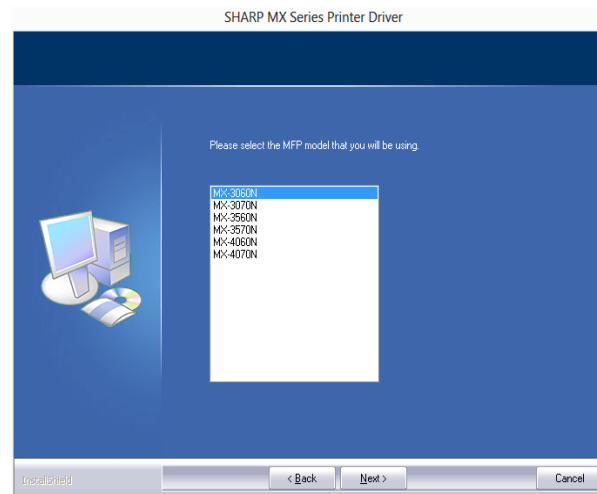 SHARP MX Series Printer Driver
Please select the MFP model that you will be using.
MX-3060N
MX-3070N
MX-3560N
MX-3570N
MX-4060N
MX-4070N
InstallShield
< Back
Next >
Cancel